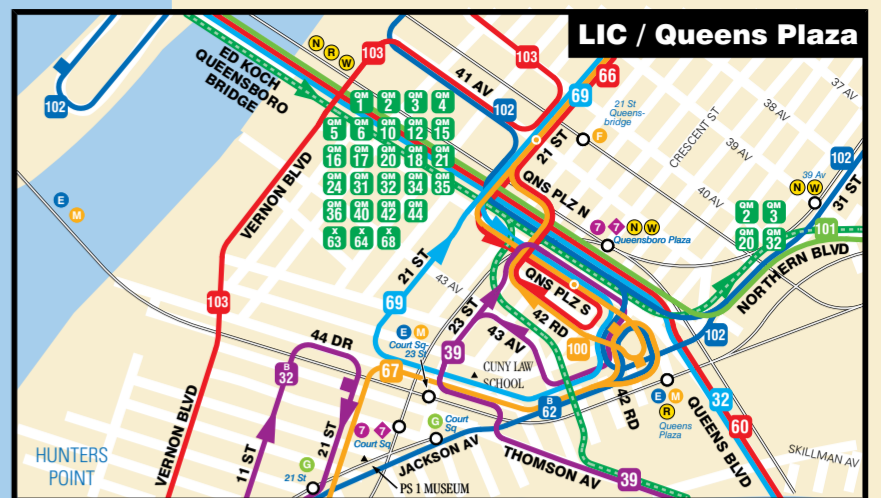 LIC / Queens Plaza
N R W
103
103
66
37 AV
ED KOCH
QUEENSBORO
BRIDGE
41 AV
69
38 AV
102
102
21 St
Queens-
bridge
F
CRESCENT ST
39 AV
QM 1
QM 2
QM 3
QM 4
QM 5
QM 6
QM 10
QM 12
QM 15
QM 16
QM 17
QM 20
QM 18
QM 21
QM 24
QM 31
QM 32
QM 34
QM 35
QM 36
QM 40
QM 42
QM 44
X 63
X 64
X 68
21 ST
102
39 Av
N W
31 ST
VERNON BLVD
QNS PLZ N
40 AV
E M
QM 2
QM 3
QM 20
QM 32
7 7 N W
Queensboro Plaza
101
NORTHERN BLVD
21 ST
43 AV
QNS PLZ S
103
69
23 ST
42 RD
44 DR
E M
Court Sq-
23 St
43 AV
100
102
39
B 32
67
CUNY LAW
SCHOOL
42 RD
E M
R
Queens
Plaza
32
B 62
60
VERNON BLVD
11 ST
21 ST
7 7
Court Sq
G Court
Sq
QUEENS BLVD
HUNTERS
POINT
G
21 St
JACKSON AV
THOMSON AV
SKILLMAN AV
PS 1 MUSEUM
39